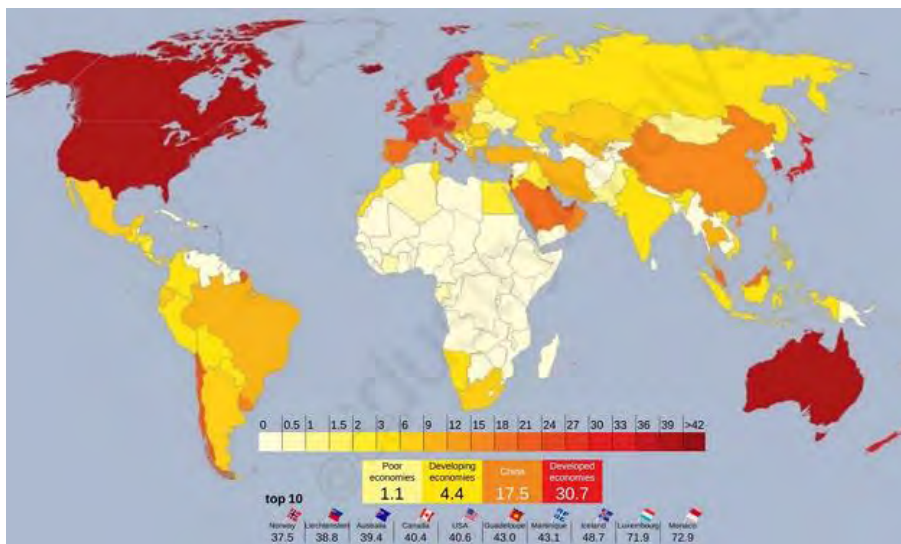 0 0.5 1 1.5 2 3 6 9 12 15 18 21 24 27 30 33 36 39 >42
Poor economies Developing economies China Developed economies
1.1 4.4 17.5 30.7
top 10
Norway Liechtenstein Australia Canada USA Guadeloupe Martinique Iceland Luxembourg Monaco
37.5 38.8 39.4 40.4 40.6 43.0 43.1 48.7 71.9 72.9